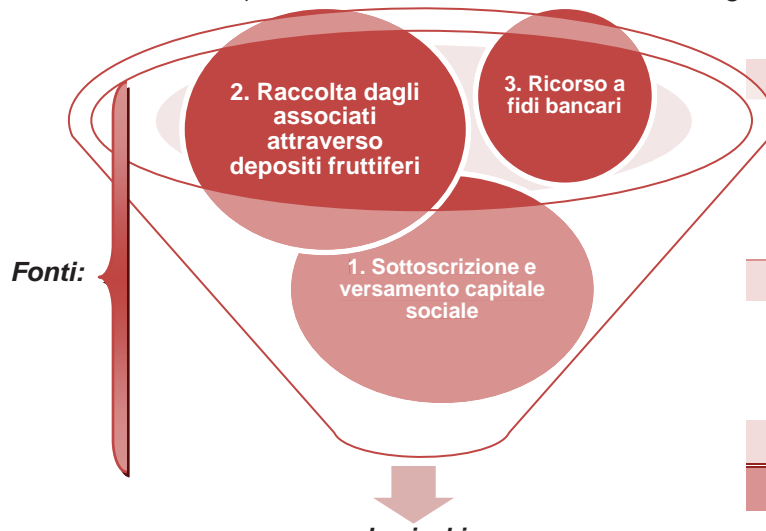 2. Raccolta dagli
associati
attraverso
depositi fruttiferi
3. Ricorso a
fidi bancari
Fonti:
1. Sottoscrizione e
versamento capitale
sociale